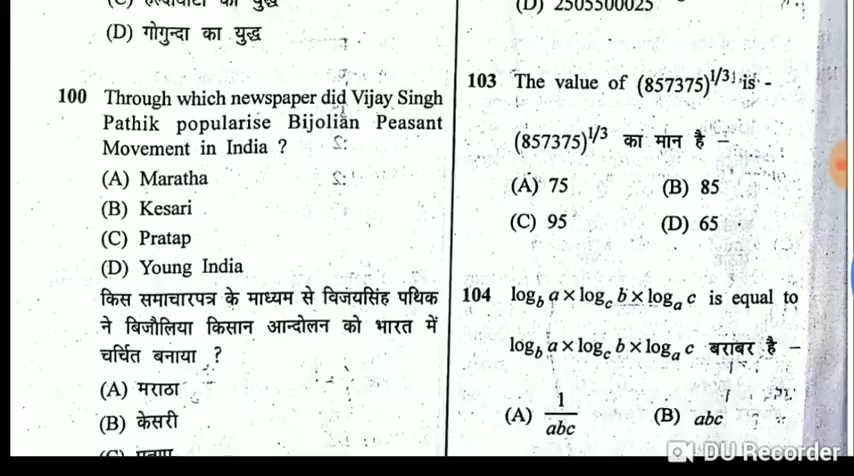 (D) गोगुन्दा का युद्ध
100 Through which newspaper did Vijay Singh
Pathik popularise Bijolian Peasant
Movement in India ?
(A) Maratha
(B) Kesari
(C) Pratap
(D) Young India
किस समाचारपत्र के माध्यम से विजयसिंह पथिक
ने बिजौलिया किसान आन्दोलन को भारत में
चर्चित बनाया ?
(A) मराठा
(B) केसरी
(D) 2505500025
103 The value of (857375)^1/3 is -
(857375)^1/3 का मान है –
(A) 75 (B) 85
(C) 95 (D) 65
104 log_b a × log_c b × log_a c is equal to
log_b a × log_c b × log_a c बराबर है –
(A) 1/abc (B) abc
DU Recorder